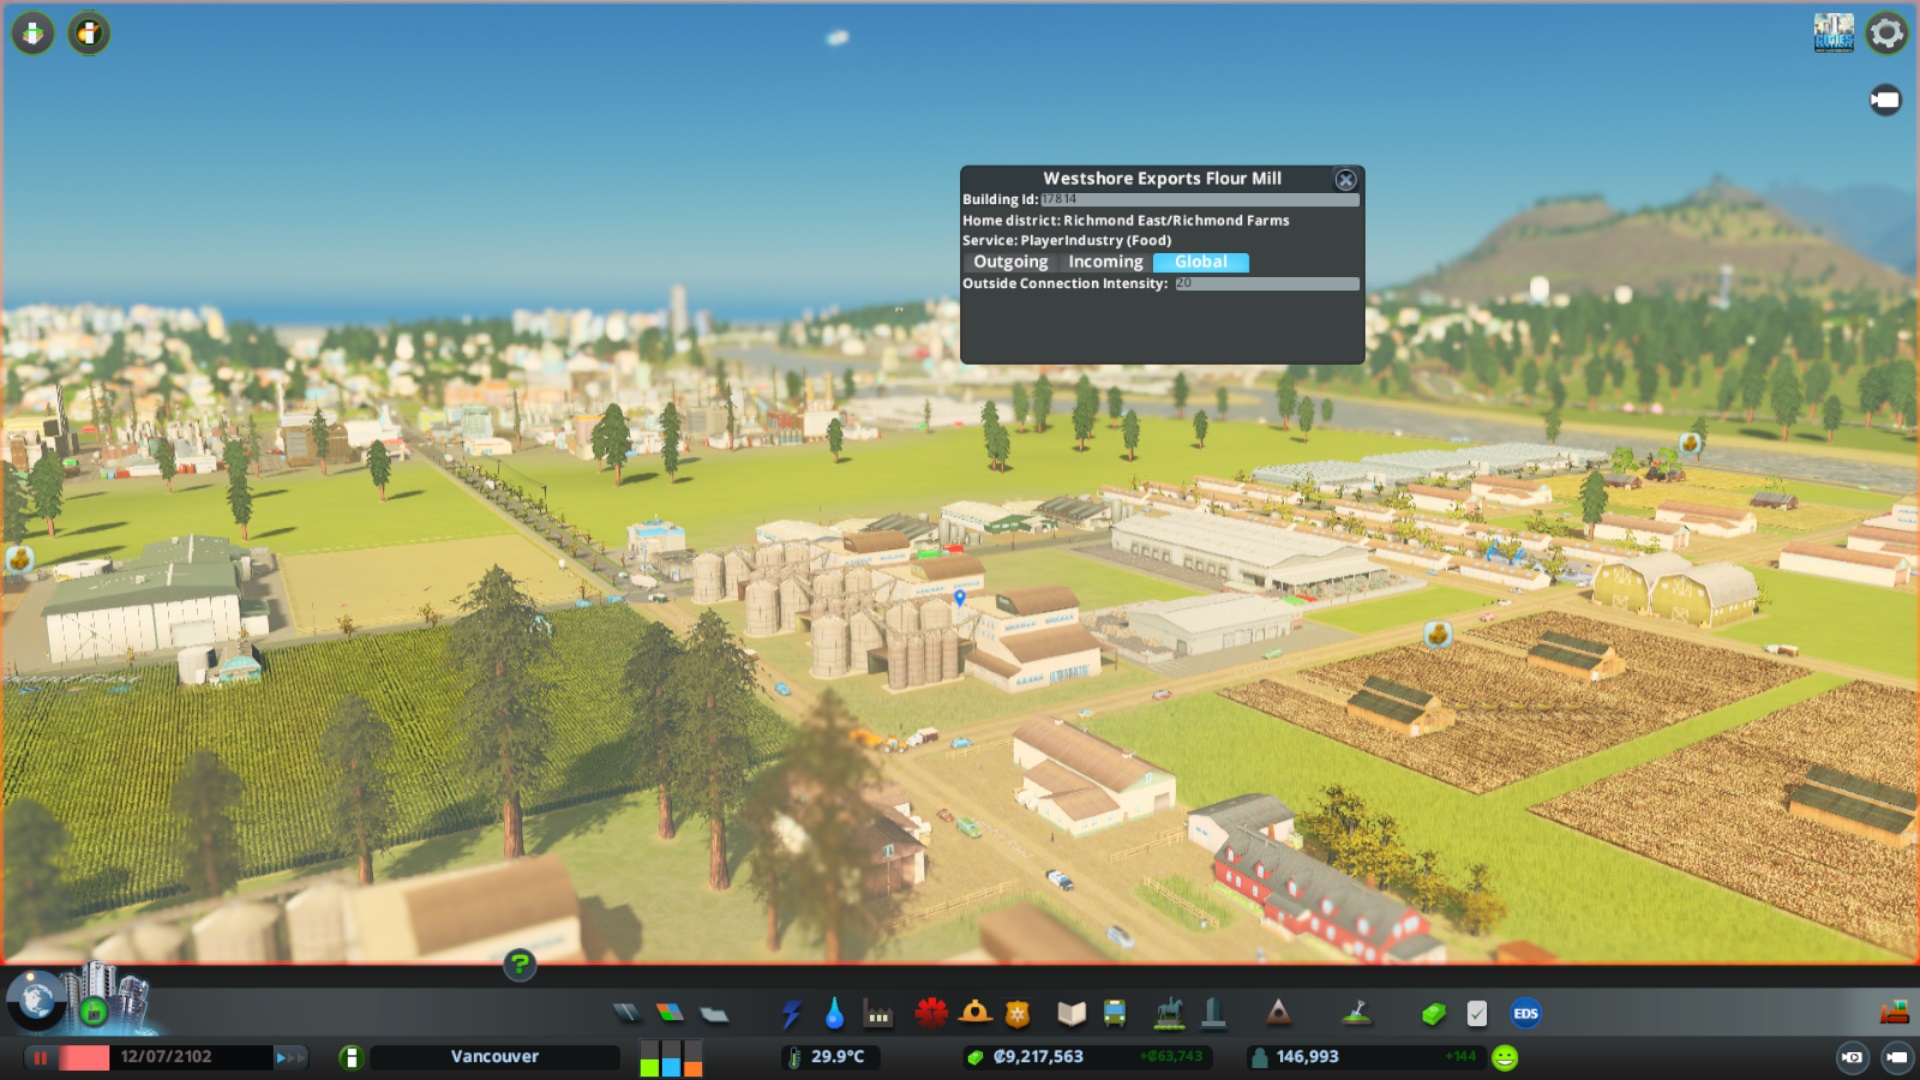 CITIES
Westshore Exports Flour Mill
Building Id: 17814
Home district: Richmond East/Richmond Farms
Service: PlayerIndustry (Food)
Outgoing Incoming Global
Outside Connection Intensity: 20
?
EDS
12/07/2102
Vancouver
29.9°C
₡9,217,563
+₡63,743
146,993
+144